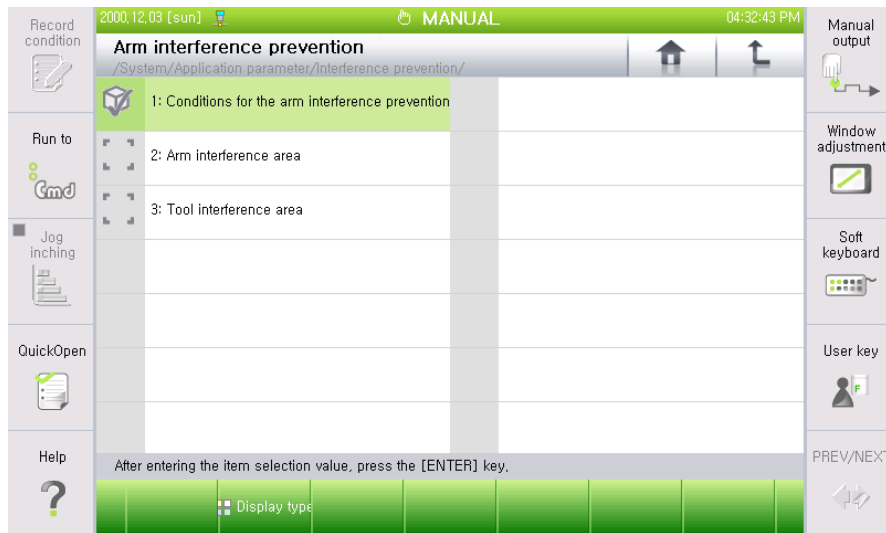 Record
condition
2000,12,03 [sun]
MANUAL
04:32:43 PM
Manual
output
Arm interference prevention
/System/Application parameter/Interference prevention/
1: Conditions for the arm interference prevention
Run to
Cmd
2: Arm interference area
Window
adjustment
3: Tool interference area
Jog
inching
Soft
keyboard
QuickOpen
User key
F
Help
?
After entering the item selection value, press the [ENTER] key.
PREV/NEXT
Display type